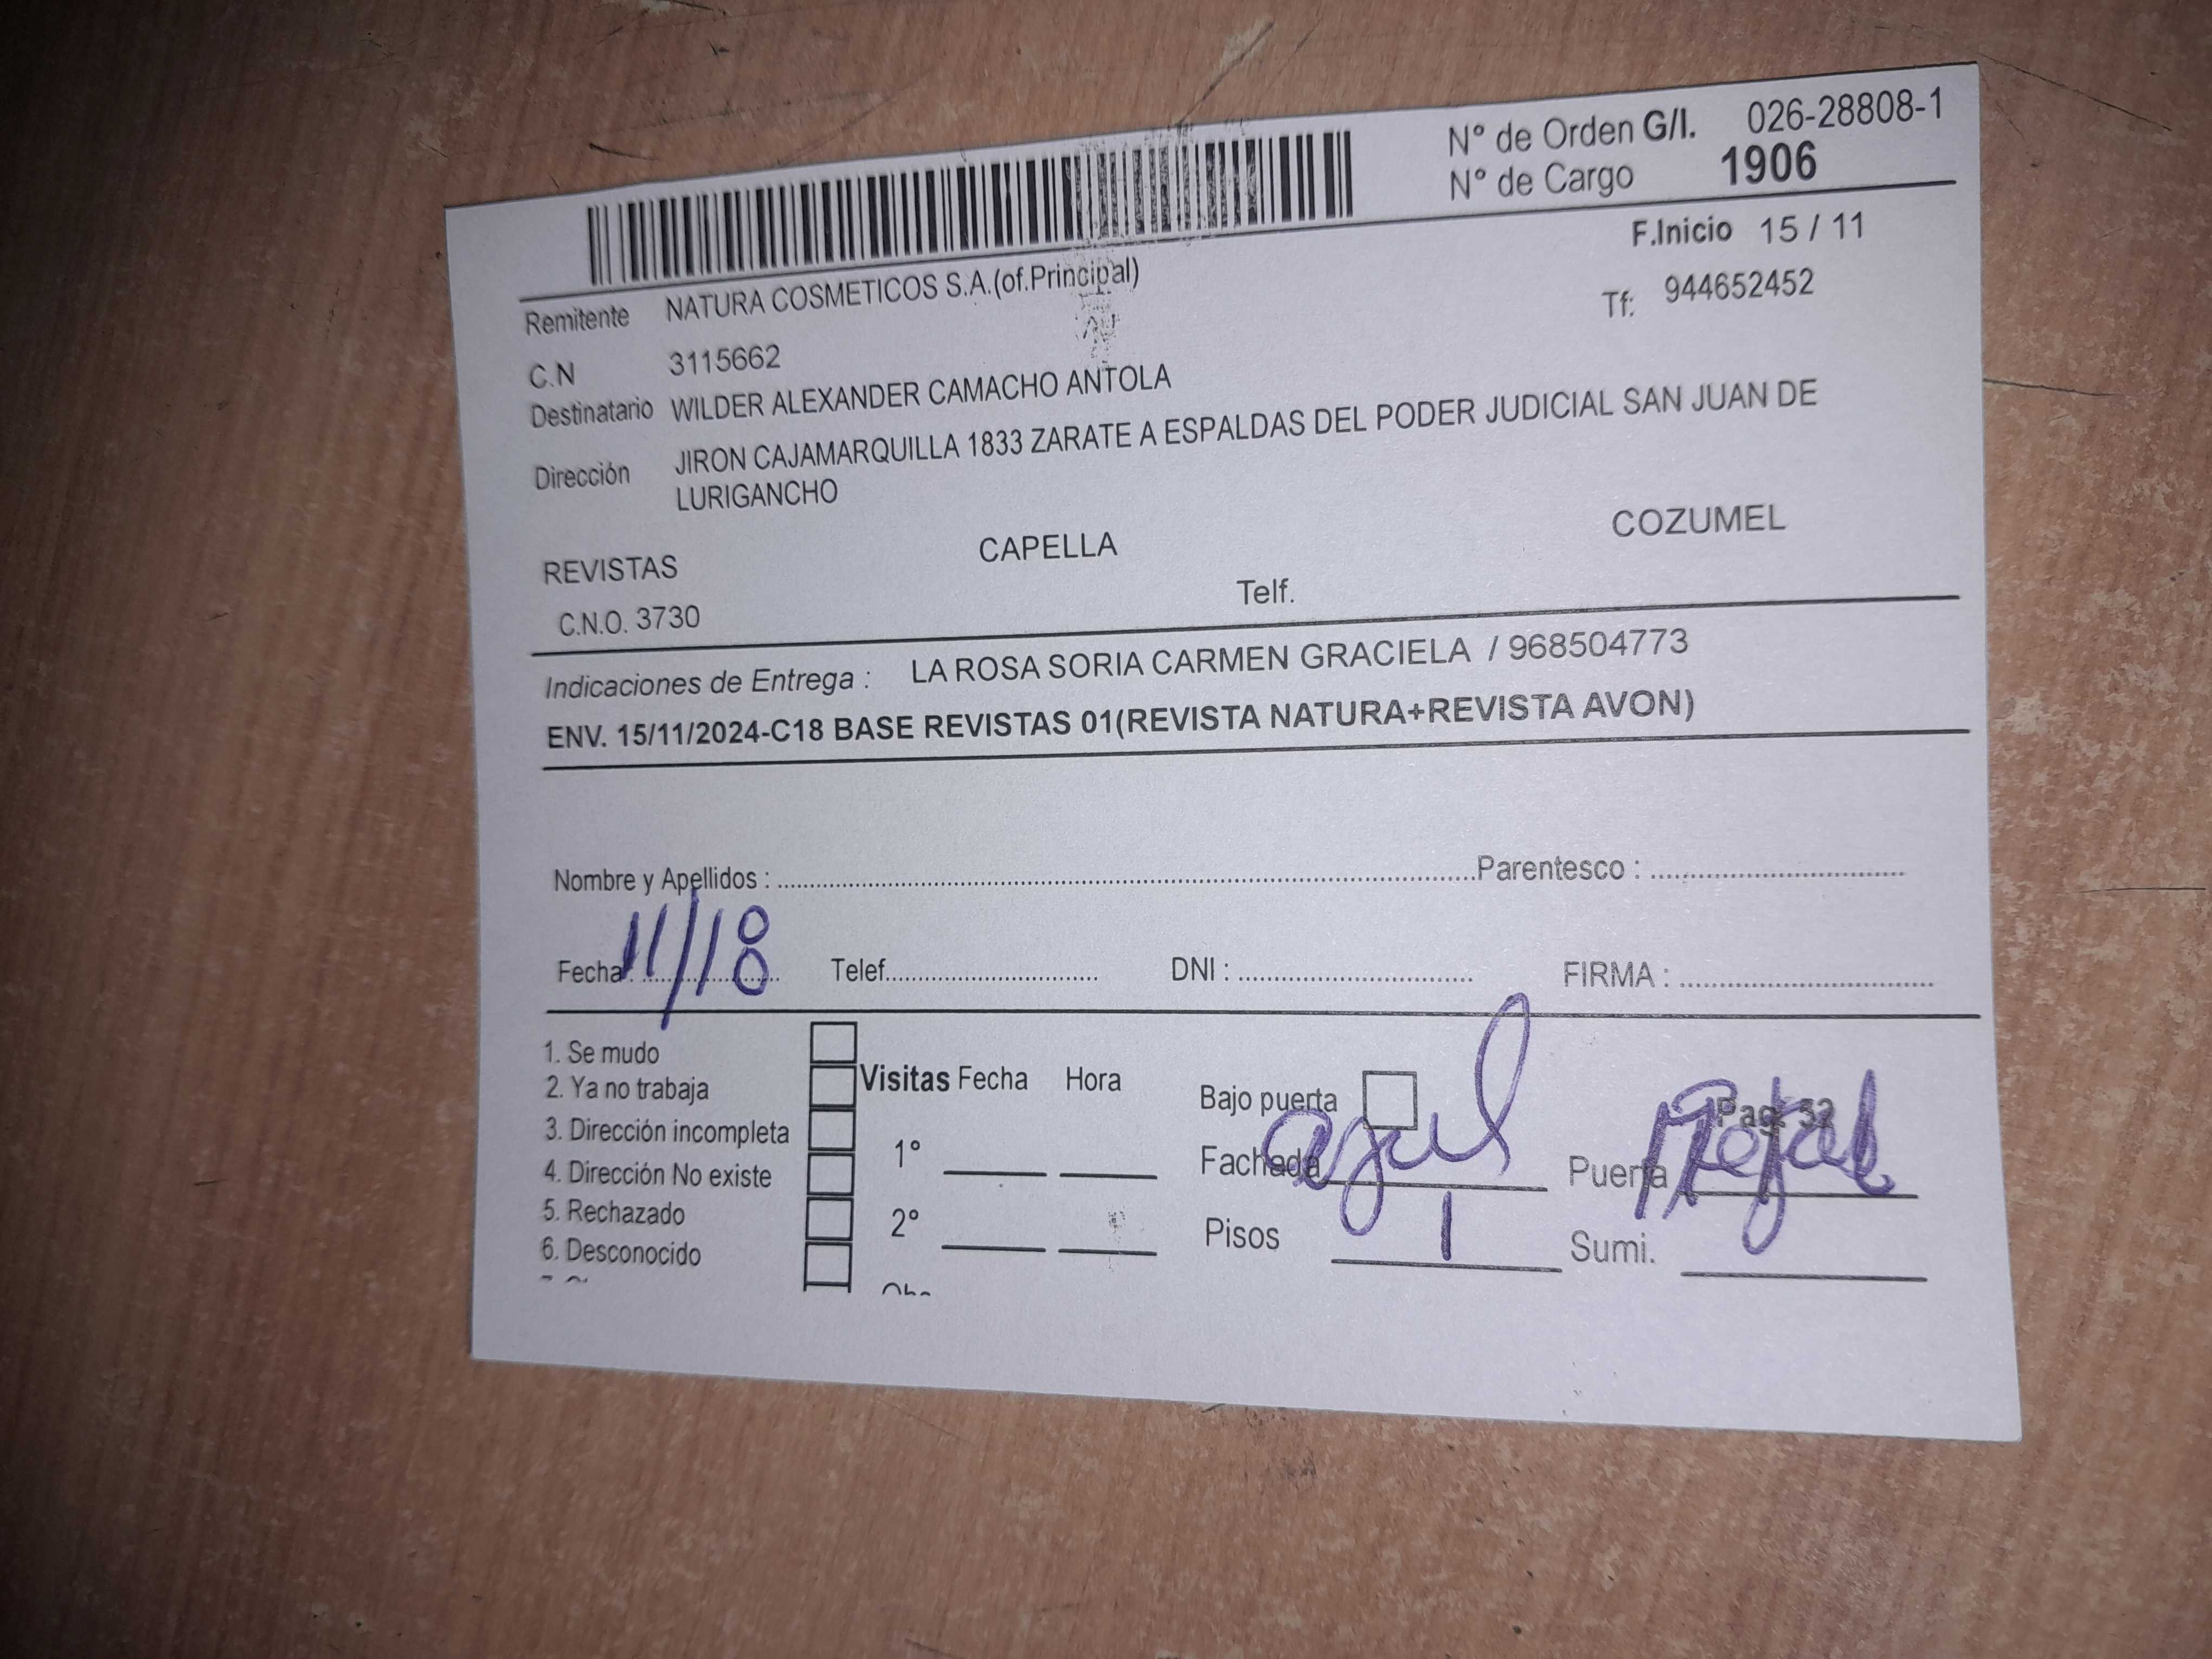 N° de Orden G/I. 026-28808-1
N° de Cargo 1906
F.Inicio 15 / 11
Remitente NATURA COSMETICOS S.A.(of.Principal)
Tf: 944652452
C.N 3115662
Destinatario WILDER ALEXANDER CAMACHO ANTOLA
Dirección JIRON CAJAMARQUILLA 1833 ZARATE A ESPALDAS DEL PODER JUDICIAL SAN JUAN DE
LURIGANCHO
REVISTAS CAPELLA COZUMEL
C.N.O. 3730 Telf.
Indicaciones de Entrega : LA ROSA SORIA CARMEN GRACIELA / 968504773
ENV. 15/11/2024-C18 BASE REVISTAS 01(REVISTA NATURA+REVISTA AVON)
Nombre y Apellidos : Parentesco :
Fecha: 11/18 Telef. DNI : FIRMA :
1. Se mudo
2. Ya no trabaja
3. Dirección incompleta
4. Dirección No existe
5. Rechazado
6. Desconocido
Visitas Fecha Hora
1°
2°
Bajo puerta
Pag. 32
Fachada azul Puerta Metal
Pisos 1 Sumi.